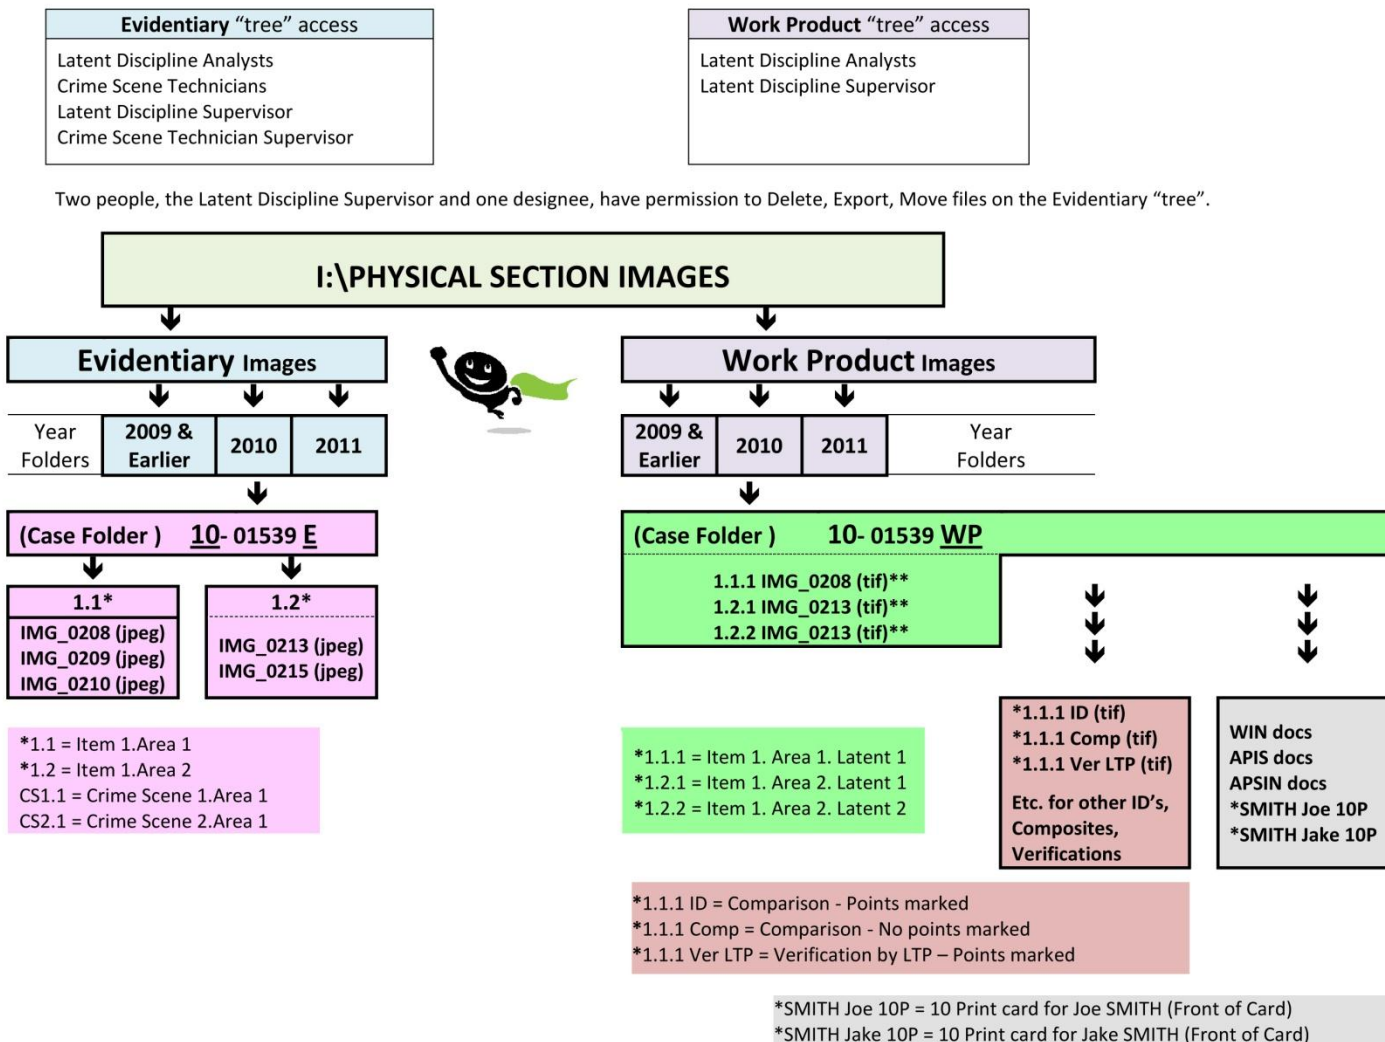 Evidentiary “tree” access
Latent Discipline Analysts
Crime Scene Technicians
Latent Discipline Supervisor
Crime Scene Technician Supervisor
Work Product “tree” access
Latent Discipline Analysts
Latent Discipline Supervisor
Two people, the Latent Discipline Supervisor and one designee, have permission to Delete, Export, Move files on the Evidentiary “tree”.
I:\PHYSICAL SECTION IMAGES
Evidentiary Images
Year
Folders
2009 &
Earlier
2010
2011
(Case Folder ) 10- 01539 E
1.1*
IMG_0208 (jpeg)
IMG_0209 (jpeg)
IMG_0210 (jpeg)
1.2*
IMG_0213 (jpeg)
IMG_0215 (jpeg)
*1.1 = Item 1.Area 1
*1.2 = Item 1.Area 2
CS1.1 = Crime Scene 1.Area 1
CS2.1 = Crime Scene 2.Area 1
Work Product Images
2009 &
Earlier
2010
2011
Year
Folders
(Case Folder ) 10- 01539 WP
1.1.1 IMG_0208 (tif)**
1.2.1 IMG_0213 (tif)**
1.2.2 IMG_0213 (tif)**
*1.1.1 = Item 1. Area 1. Latent 1
*1.2.1 = Item 1. Area 2. Latent 1
*1.2.2 = Item 1. Area 2. Latent 2
*1.1.1 ID (tif)
*1.1.1 Comp (tif)
*1.1.1 Ver LTP (tif)
Etc. for other ID’s,
Composites,
Verifications
WIN docs
APIS docs
APSIN docs
*SMITH Joe 10P
*SMITH Jake 10P
*1.1.1 ID = Comparison - Points marked
*1.1.1 Comp = Comparison - No points marked
*1.1.1 Ver LTP = Verification by LTP – Points marked
*SMITH Joe 10P = 10 Print card for Joe SMITH (Front of Card)
*SMITH Jake 10P = 10 Print card for Jake SMITH (Front of Card)